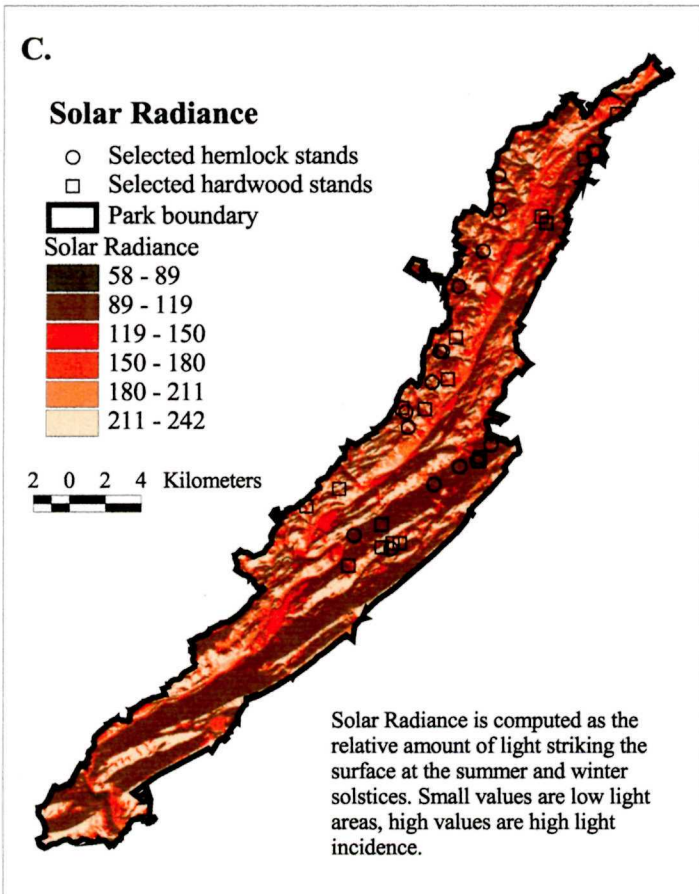 C.
Solar Radiance
Selected hemlock stands
Selected hardwood stands
Park boundary
Solar Radiance
58 - 89
89 - 119
119 - 150
150 - 180
180 - 211
211 - 242
2 0 2 4 Kilometers
Solar Radiance is computed as the
relative amount of light striking the
surface at the summer and winter
solstices. Small values are low light
areas, high values are high light
incidence.